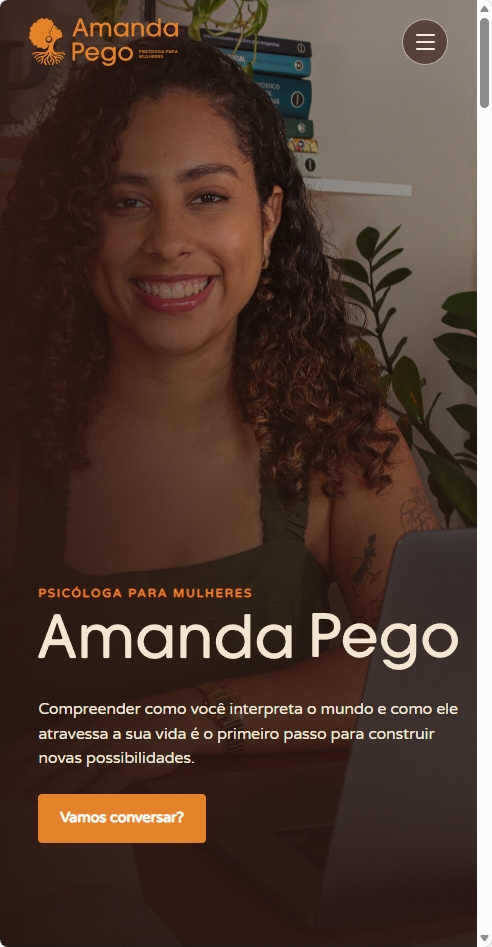 Amanda
Pego
PSICÓLOGA PARA
MULHERES
PSICÓLOGA PARA MULHERES
Amanda Pego
Compreender como você interpreta o mundo e como ele
atravessa a sua vida é o primeiro passo para construir
novas possibilidades.
Vamos conversar?